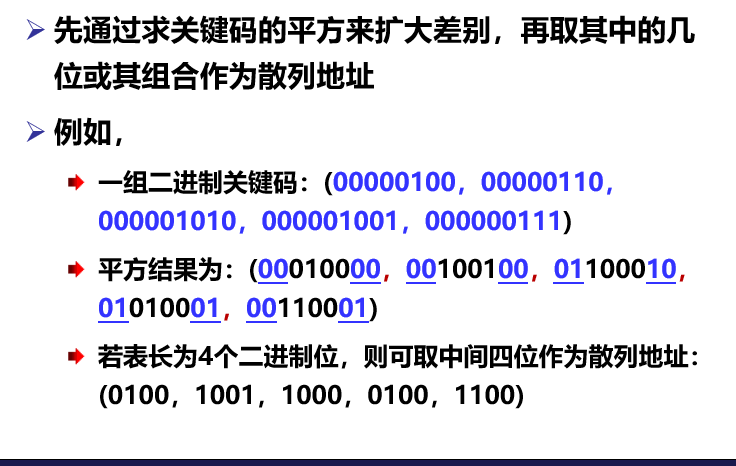 先通过求关键码的平方来扩大差别，再取其中的几
位或其组合作为散列地址
例如，
一组二进制关键码：(00000100，00000110，
000001010，000001001，000000111)
平方结果为：(00010000，00100100，01100010，
01010001，00110001)
若表长为4个二进制位，则可取中间四位作为散列地址：
(0100，1001，1000，0100，1100)